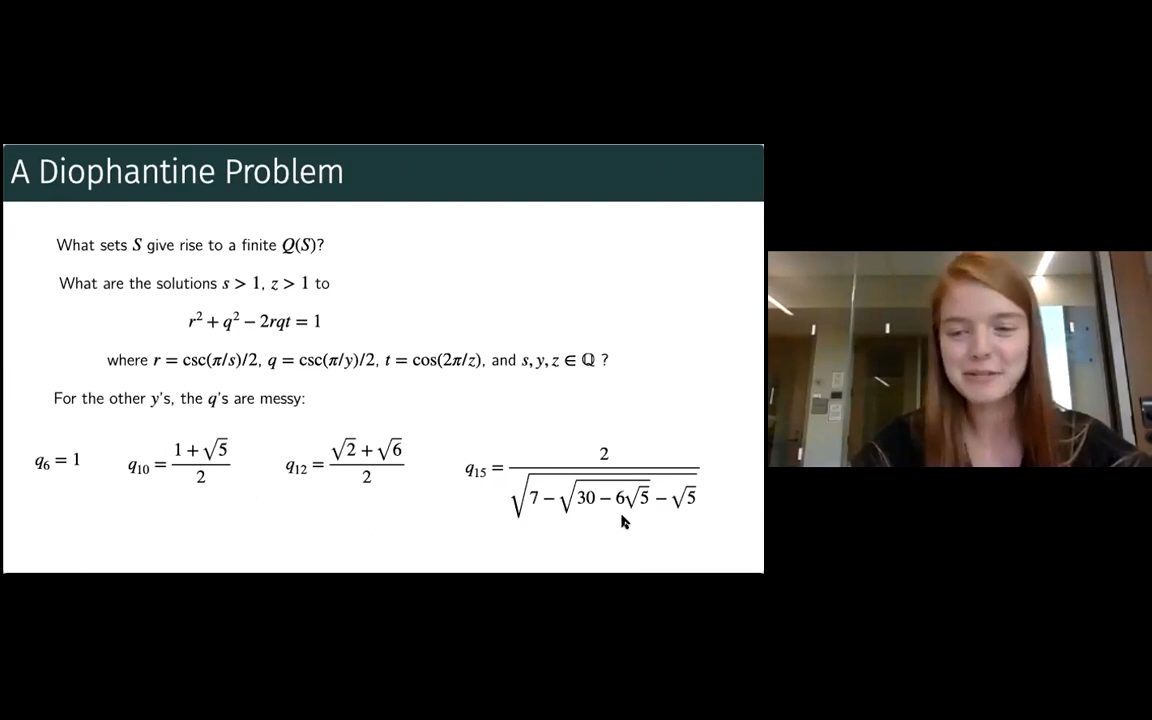 A Diophantine Problem
What sets S give rise to a finite Q(S)?
What are the solutions s > 1, z > 1 to
r² + q² − 2rqt = 1
where r = csc(π/s)/2, q = csc(π/y)/2, t = cos(2π/z), and s, y, z ∈ ℚ ?
For the other y's, the q's are messy:
q₆ = 1 q₁₀ = (1 + √5)/2 q₁₂ = (√2 + √6)/2 q₁₅ = 2/√(7 − √(30 − 6√5) − √5)